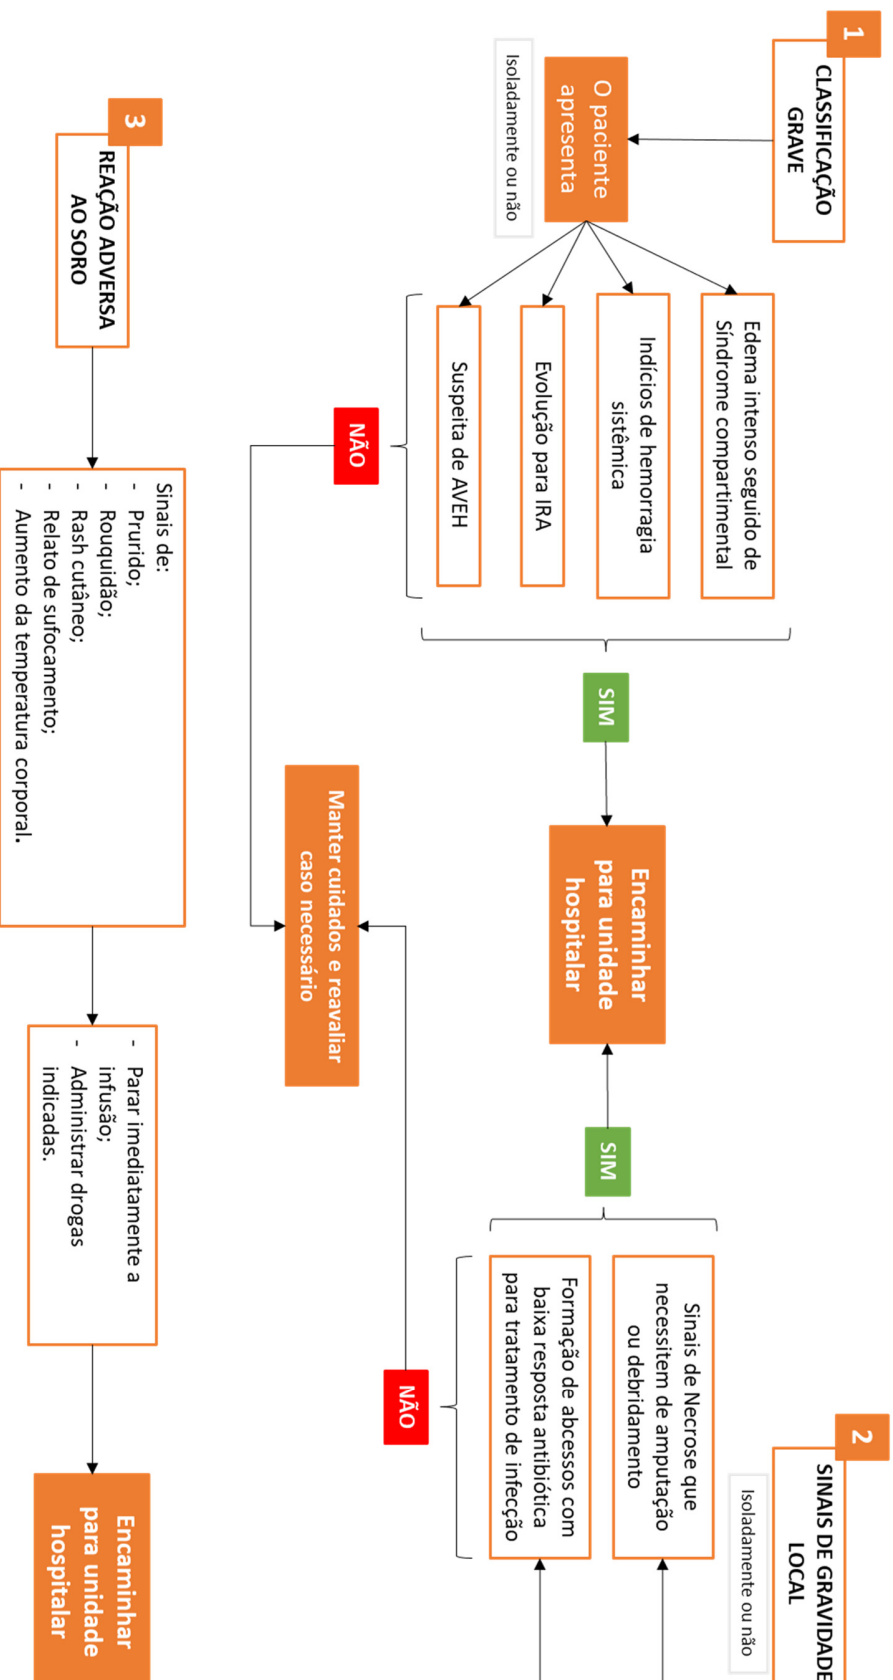 1
CLASSIFICAÇÃO
GRAVE
O paciente
apresenta
Isoladamente ou não
Edema intenso seguido de
Síndrome compartimental
Indícios de hemorragia
sistêmica
Evolução para IRA
Suspeita de AVEH
SIM
NÃO
Encaminhar
para unidade
hospitalar
Manter cuidados e reavaliar
caso necessário
2
SINAIS DE GRAVIDADE
LOCAL
Isoladamente ou não
Sinais de Necrose que
necessitem de amputação
ou debridamento
Formação de abcessos com
baixa resposta antibiótica
para tratamento de infecção
SIM
NÃO
3
REAÇÃO ADVERSA
AO SORO
Sinais de:
- Prurido;
- Rouquidão;
- Rash cutâneo;
- Relato de sufocamento;
- Aumento da temperatura corporal.
- Parar imediatamente a
infusão;
- Administrar drogas
indicadas.
Encaminhar
para unidade
hospitalar